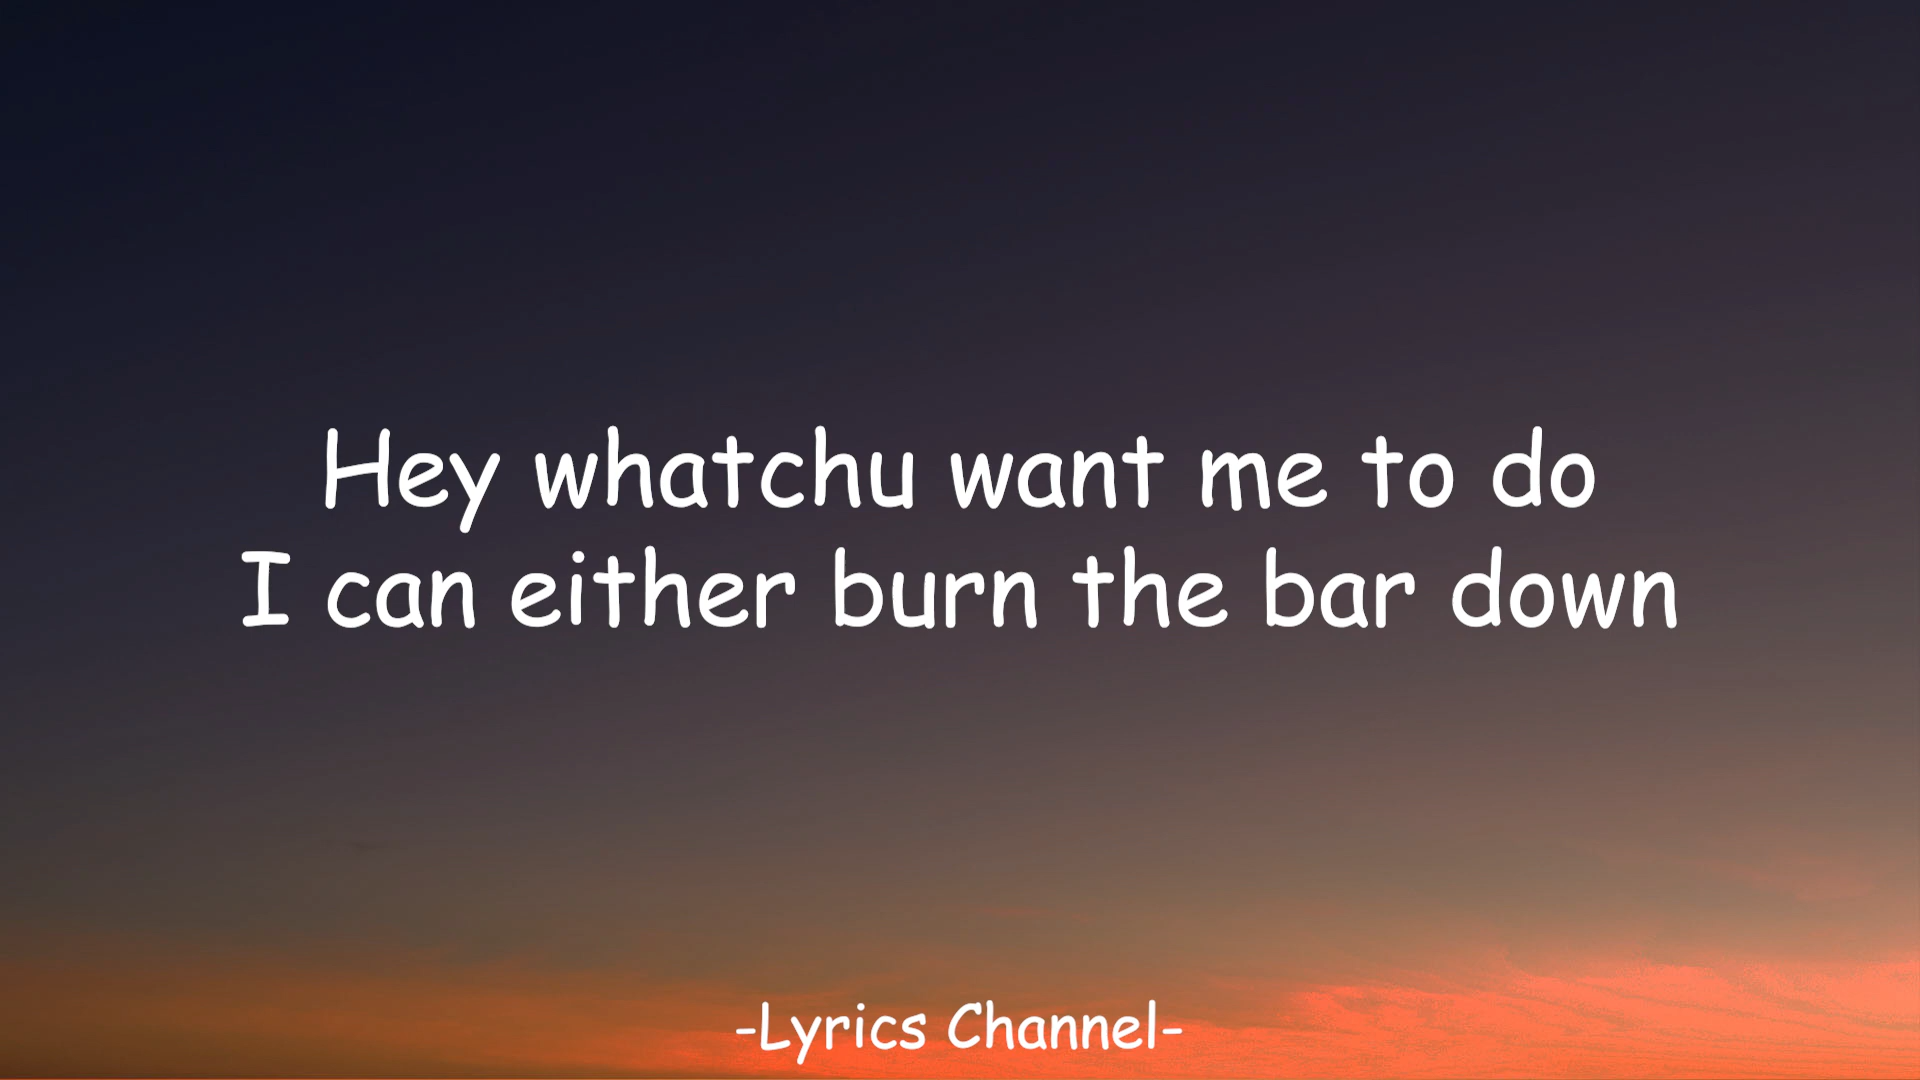 Hey whatchu want me to do
I can either burn the bar down
-Lyrics Channel-